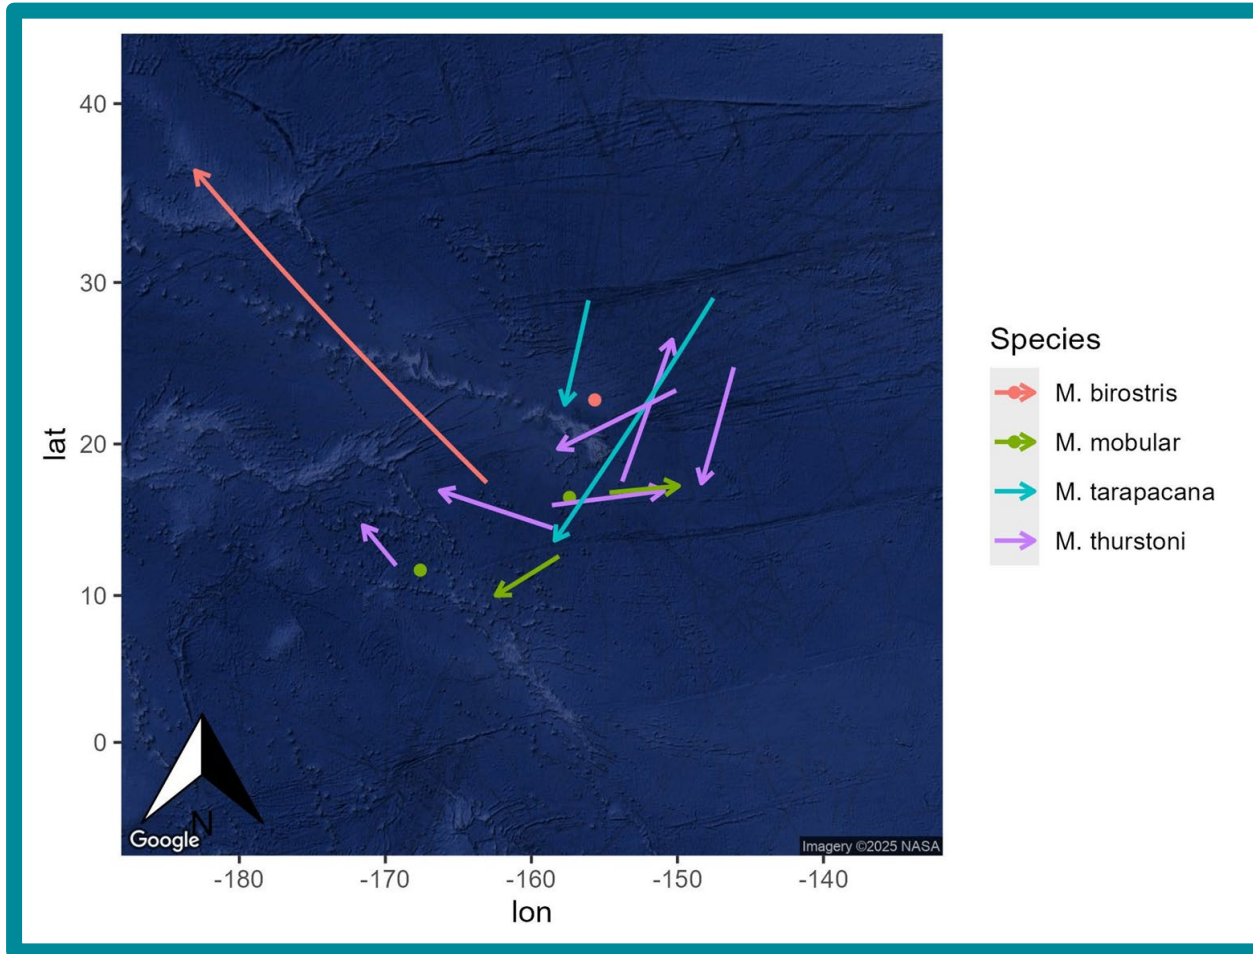 40
30
20
10
0
lat
N
Google
Imagery ©2025 NASA
-180
-170
-160
-150
-140
lon
Species
M. birostris
M. mobular
M. tarapacana
M. thurstoni